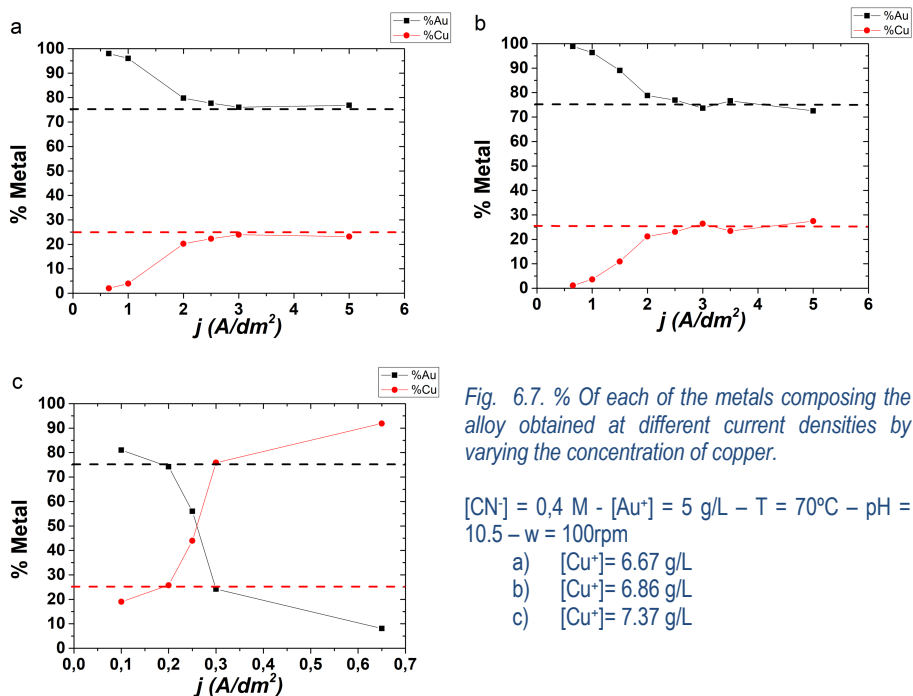 a
%Au
%Cu
100
90
80
70
60
50
40
30
20
10
0
% Metal
0 1 2 3 4 5 6
j (A/dm²)
b
%Au
%Cu
100
90
80
70
60
50
40
30
20
10
0
% Metal
0 1 2 3 4 5 6
j (A/dm²)
c
%Au
%Cu
100
90
80
70
60
50
40
30
20
10
0
% Metal
0,0 0,1 0,2 0,3 0,4 0,5 0,6 0,7
j (A/dm²)
Fig. 6.7. % Of each of the metals composing the
alloy obtained at different current densities by
varying the concentration of copper.
[CN-] = 0,4 M - [Au+] = 5 g/L – T = 70ºC – pH =
10.5 – w = 100rpm
a) [Cu+]= 6.67 g/L
b) [Cu+]= 6.86 g/L
c) [Cu+]= 7.37 g/L